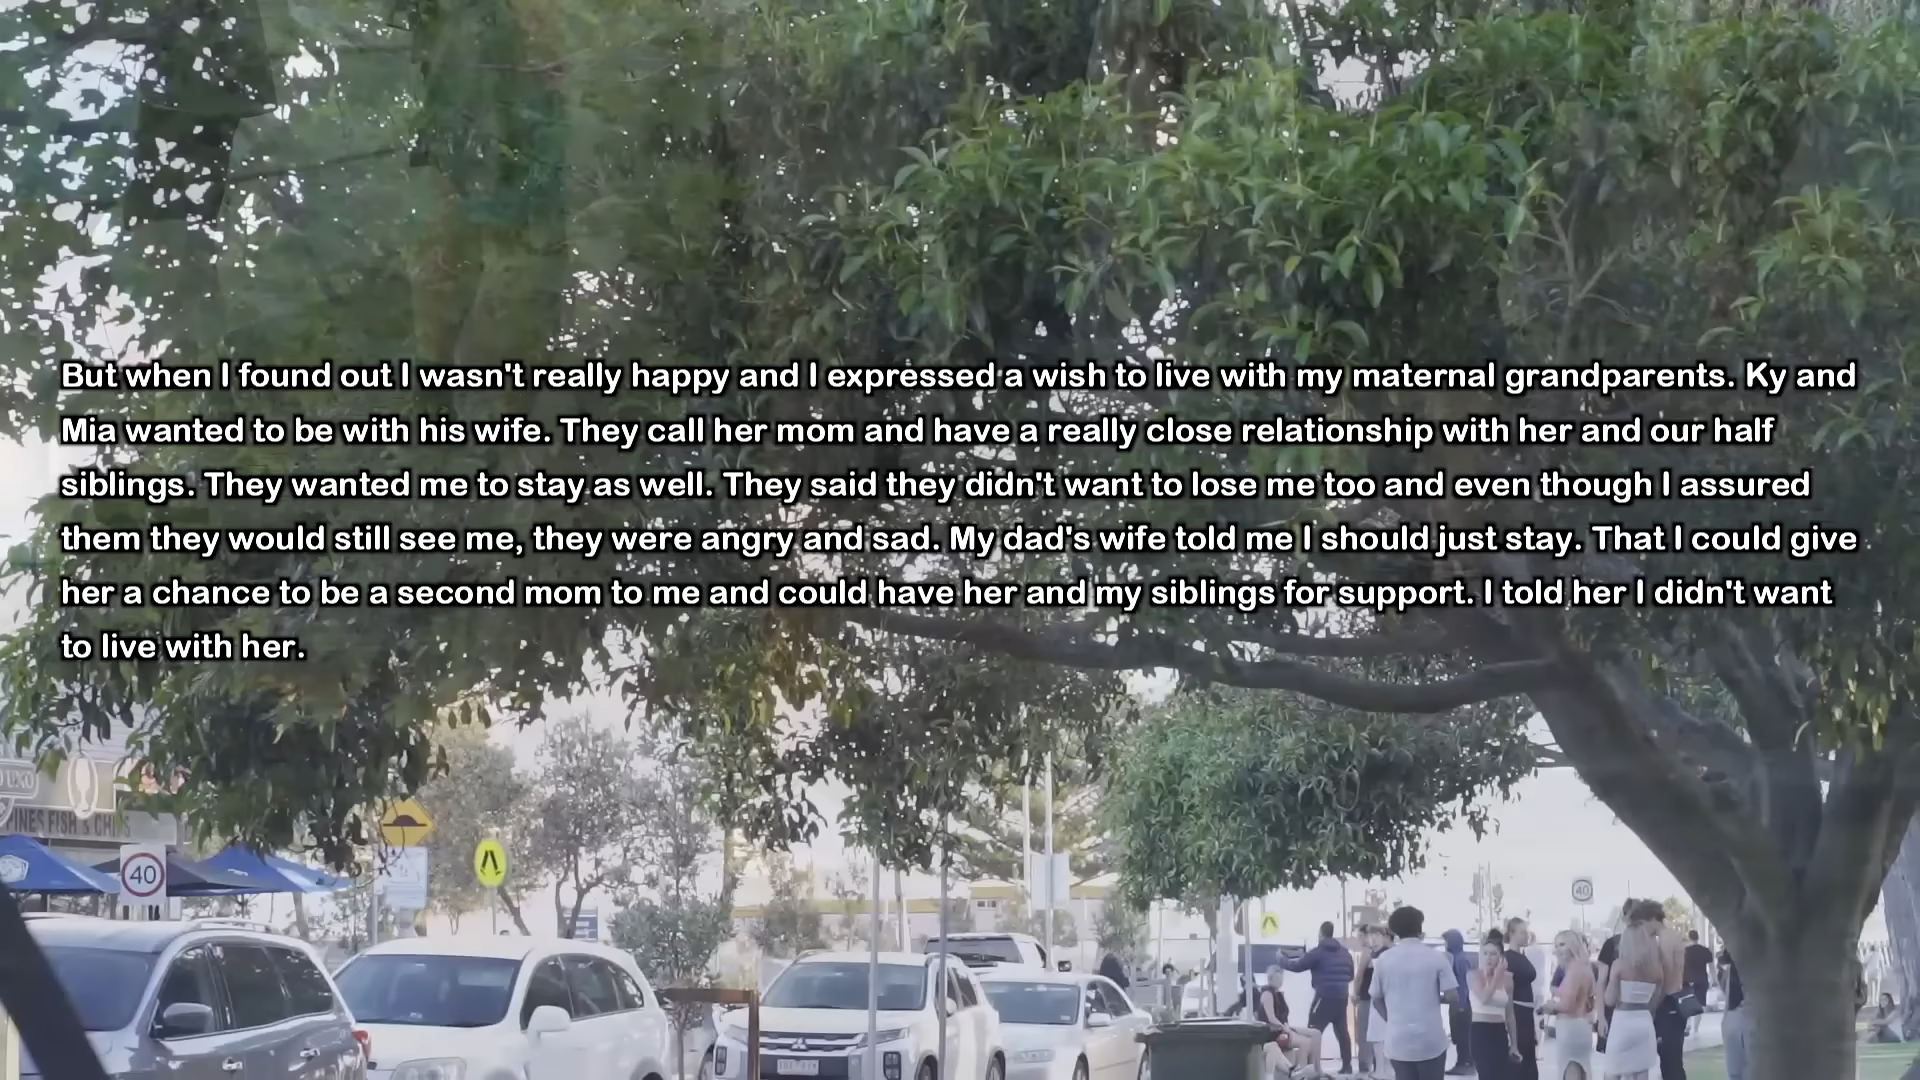 But when I found out I wasn't really happy and I expressed a wish to live with my maternal grandparents. Ky and
Mia wanted to be with his wife. They call her mom and have a really close relationship with her and our half
siblings. They wanted me to stay as well. They said they didn't want to lose me too and even though I assured
them they would still see me, they were angry and sad. My dad's wife told me I should just stay. That I could give
her a chance to be a second mom to me and could have her and my siblings for support. I told her I didn't want
to live with her.
FISH & CHIPS
40
40